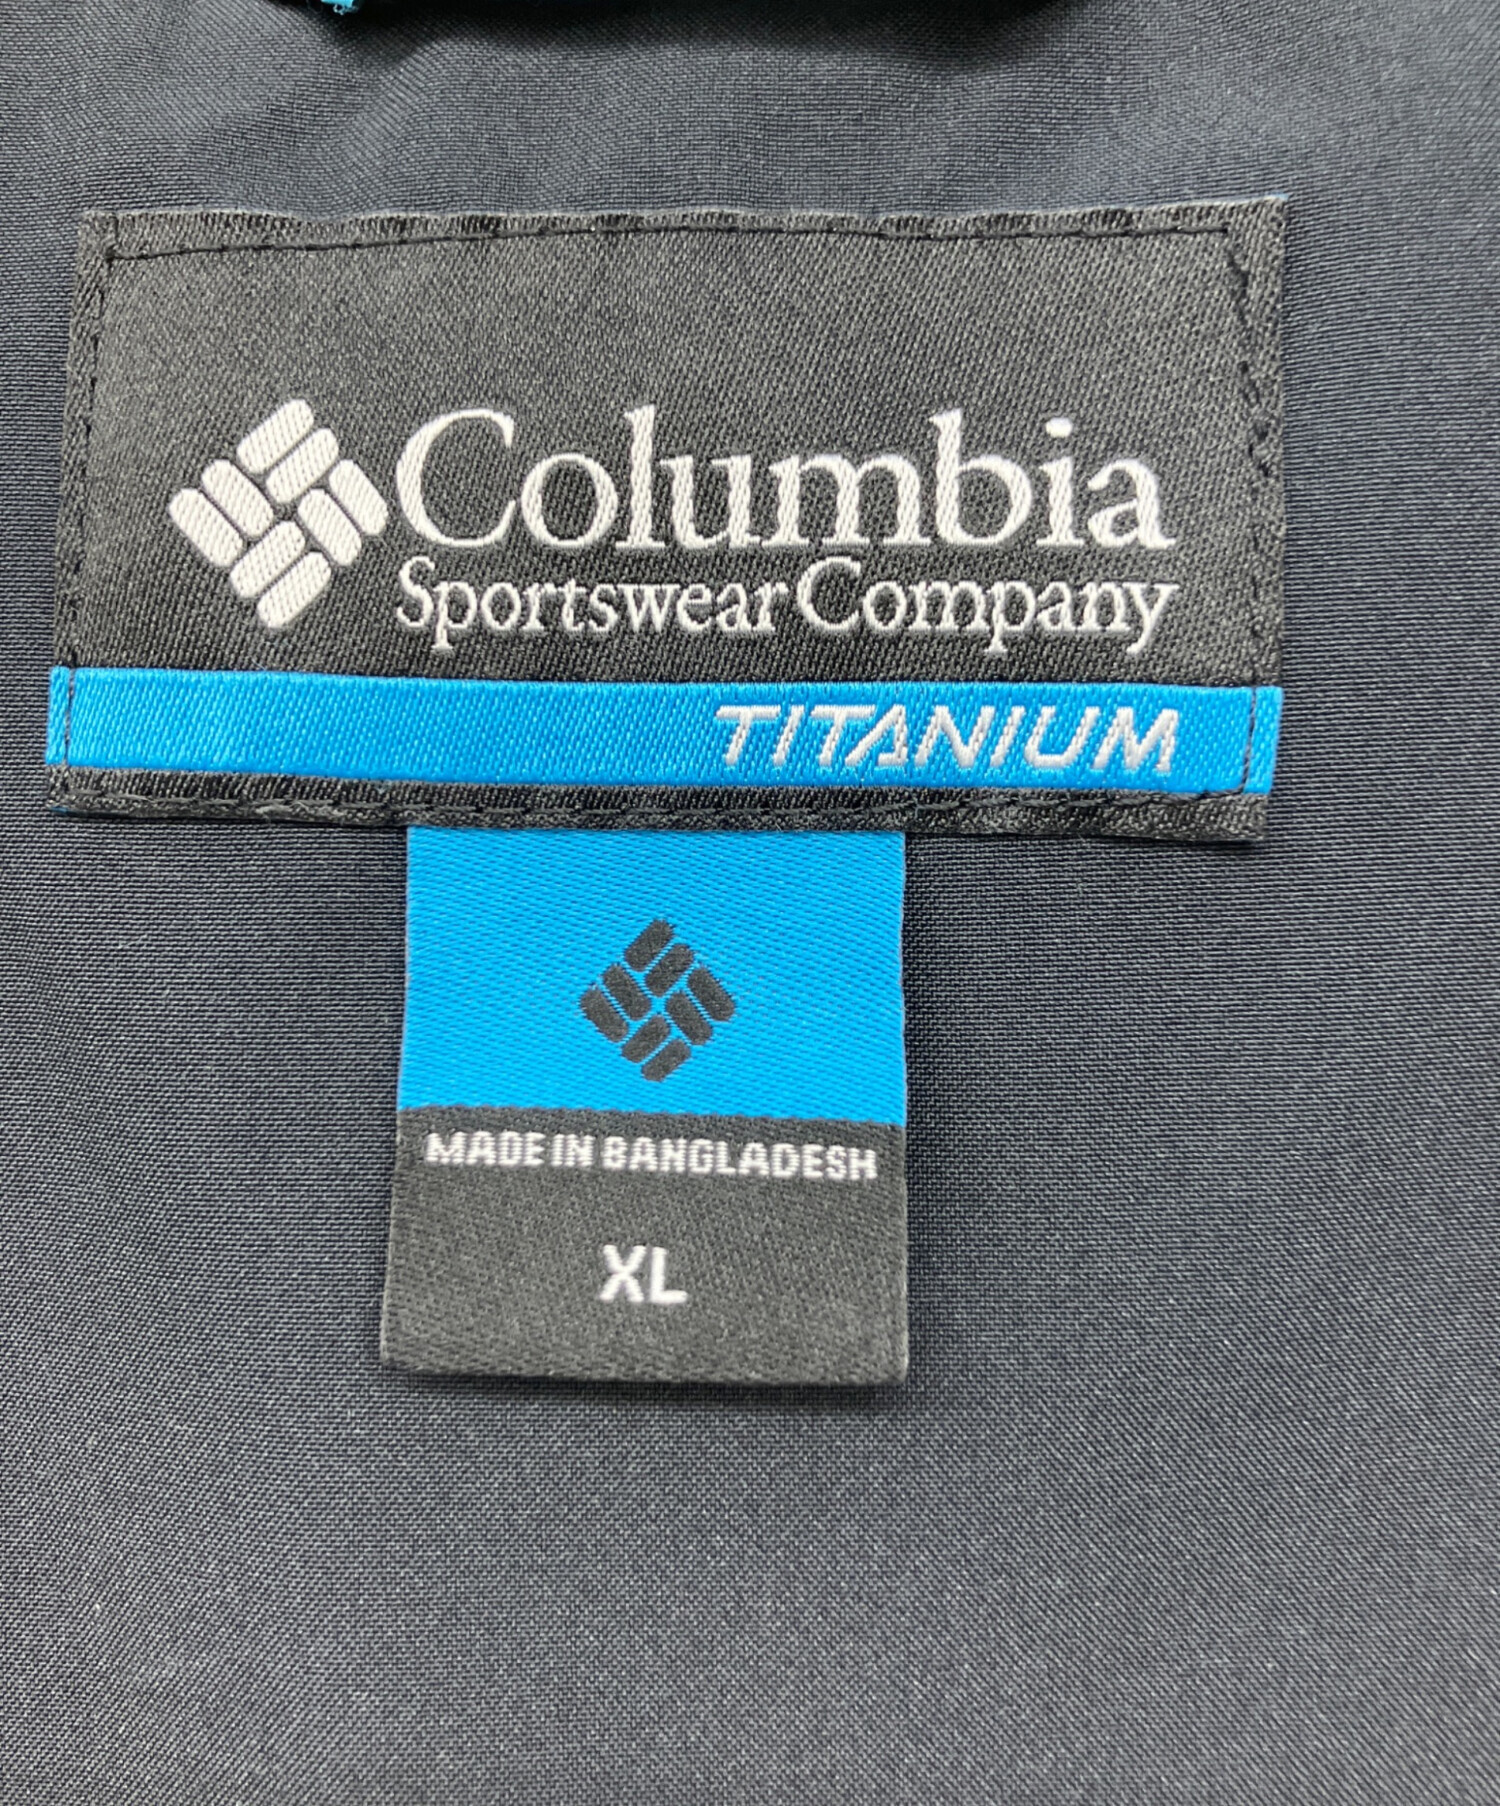 Columbia
Sportswear Company
TITANIUM
MADE IN BANGLADESH
XL